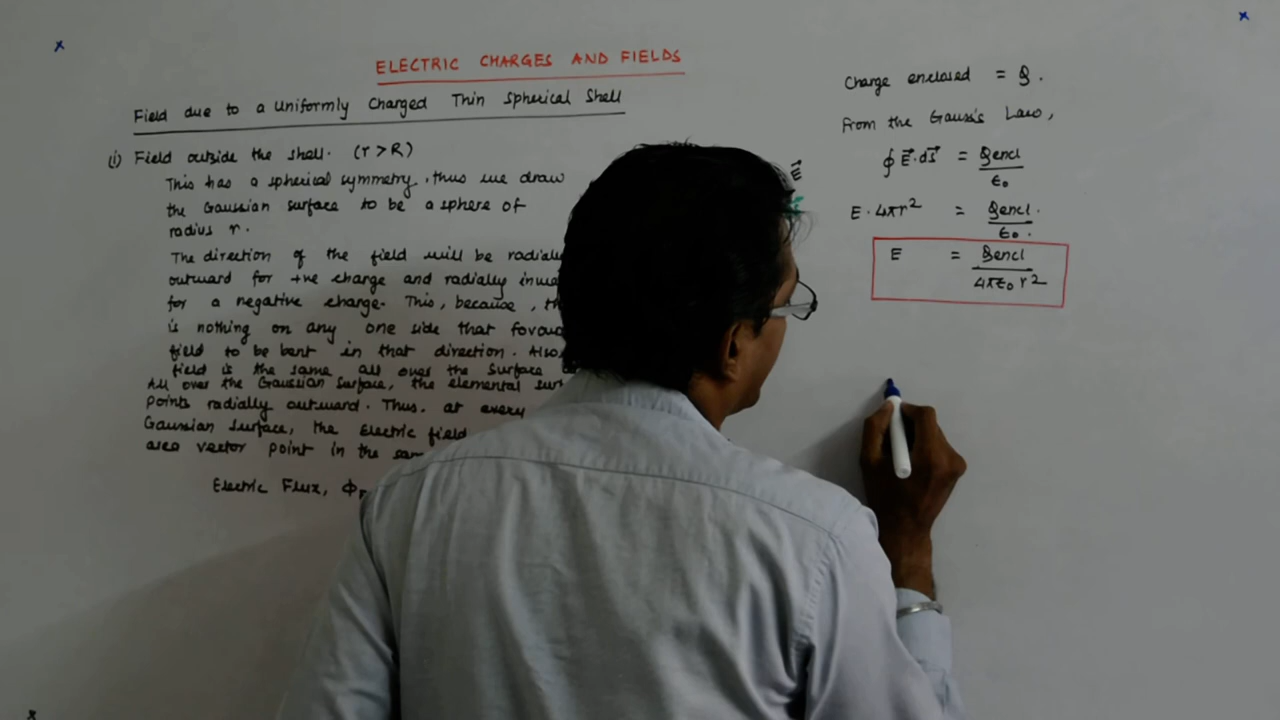 ELECTRIC CHARGES AND FIELDS
Field due to a Uniformly Charged Thin Spherical Shell
(i) Field outside the shell. (r > R)
This has a spherical symmetry, thus we draw
the Gaussian surface to be a sphere of
radius r.
The direction of the field will be
outward for +ve charge and radially
for a negative charge. This, because,
is nothing on any one side that
field to be bent in that direction. Also,
field is the same all over the surface
All over the Gaussian surface, the elemental
points radially outward. Thus, at every
Gaussian surface, the Electric field
area vector point in the
Electric Flux,
E⃗
Charge enclosed = Q.
From the Gauss's Law,
∮ E⃗.ds⃗ = Qencl / ε₀
E . 4πr² = Qencl. / ε₀.
E = Qencl / 4πε₀r²